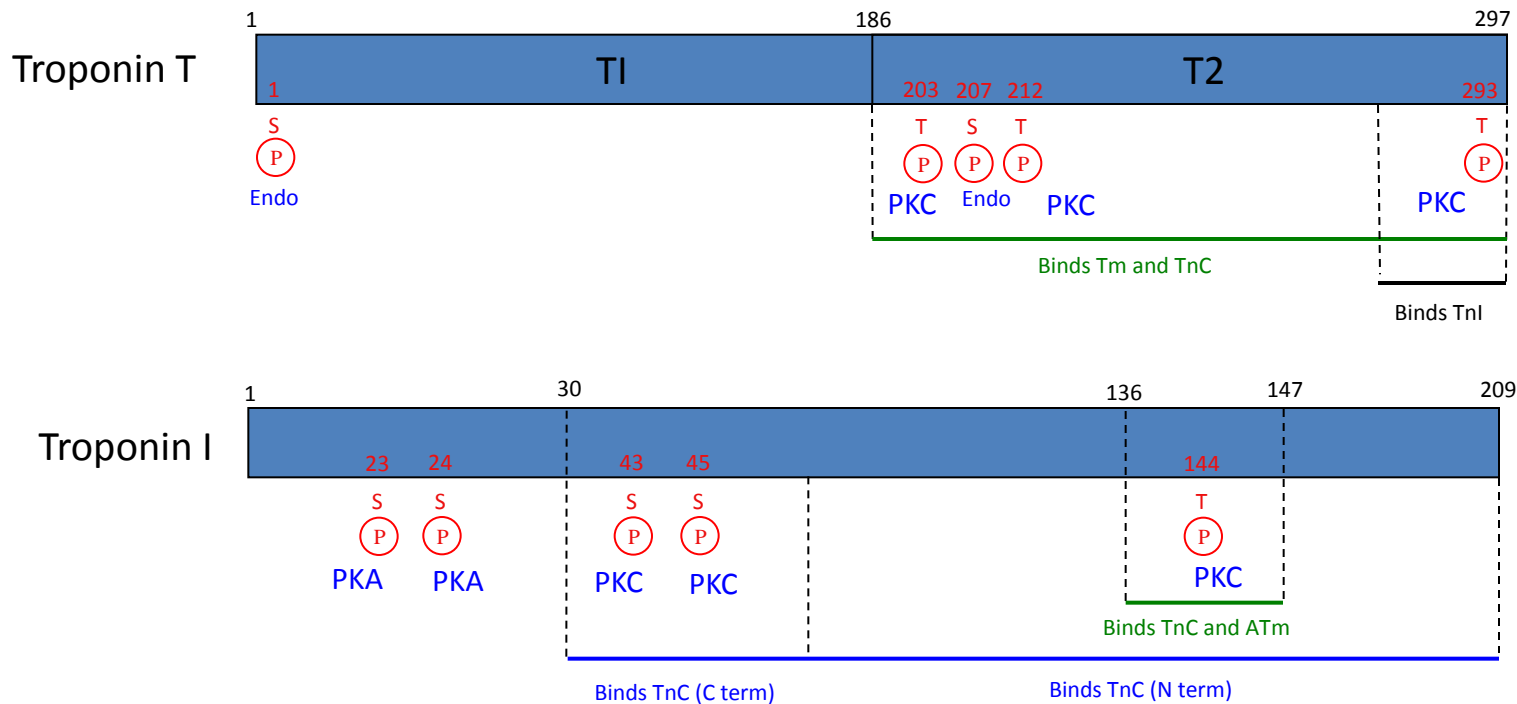 1 186 297
Troponin T TI T2
1 203 207 212 293
S T S T T
P P P P P
Endo PKC Endo PKC PKC
Binds Tm and TnC
Binds TnI
1 30 136 147 209
Troponin I
23 24 43 45 144
S S S S T
P P P P P
PKA PKA PKC PKC PKC
Binds TnC and ATm
Binds TnC (C term) Binds TnC (N term)